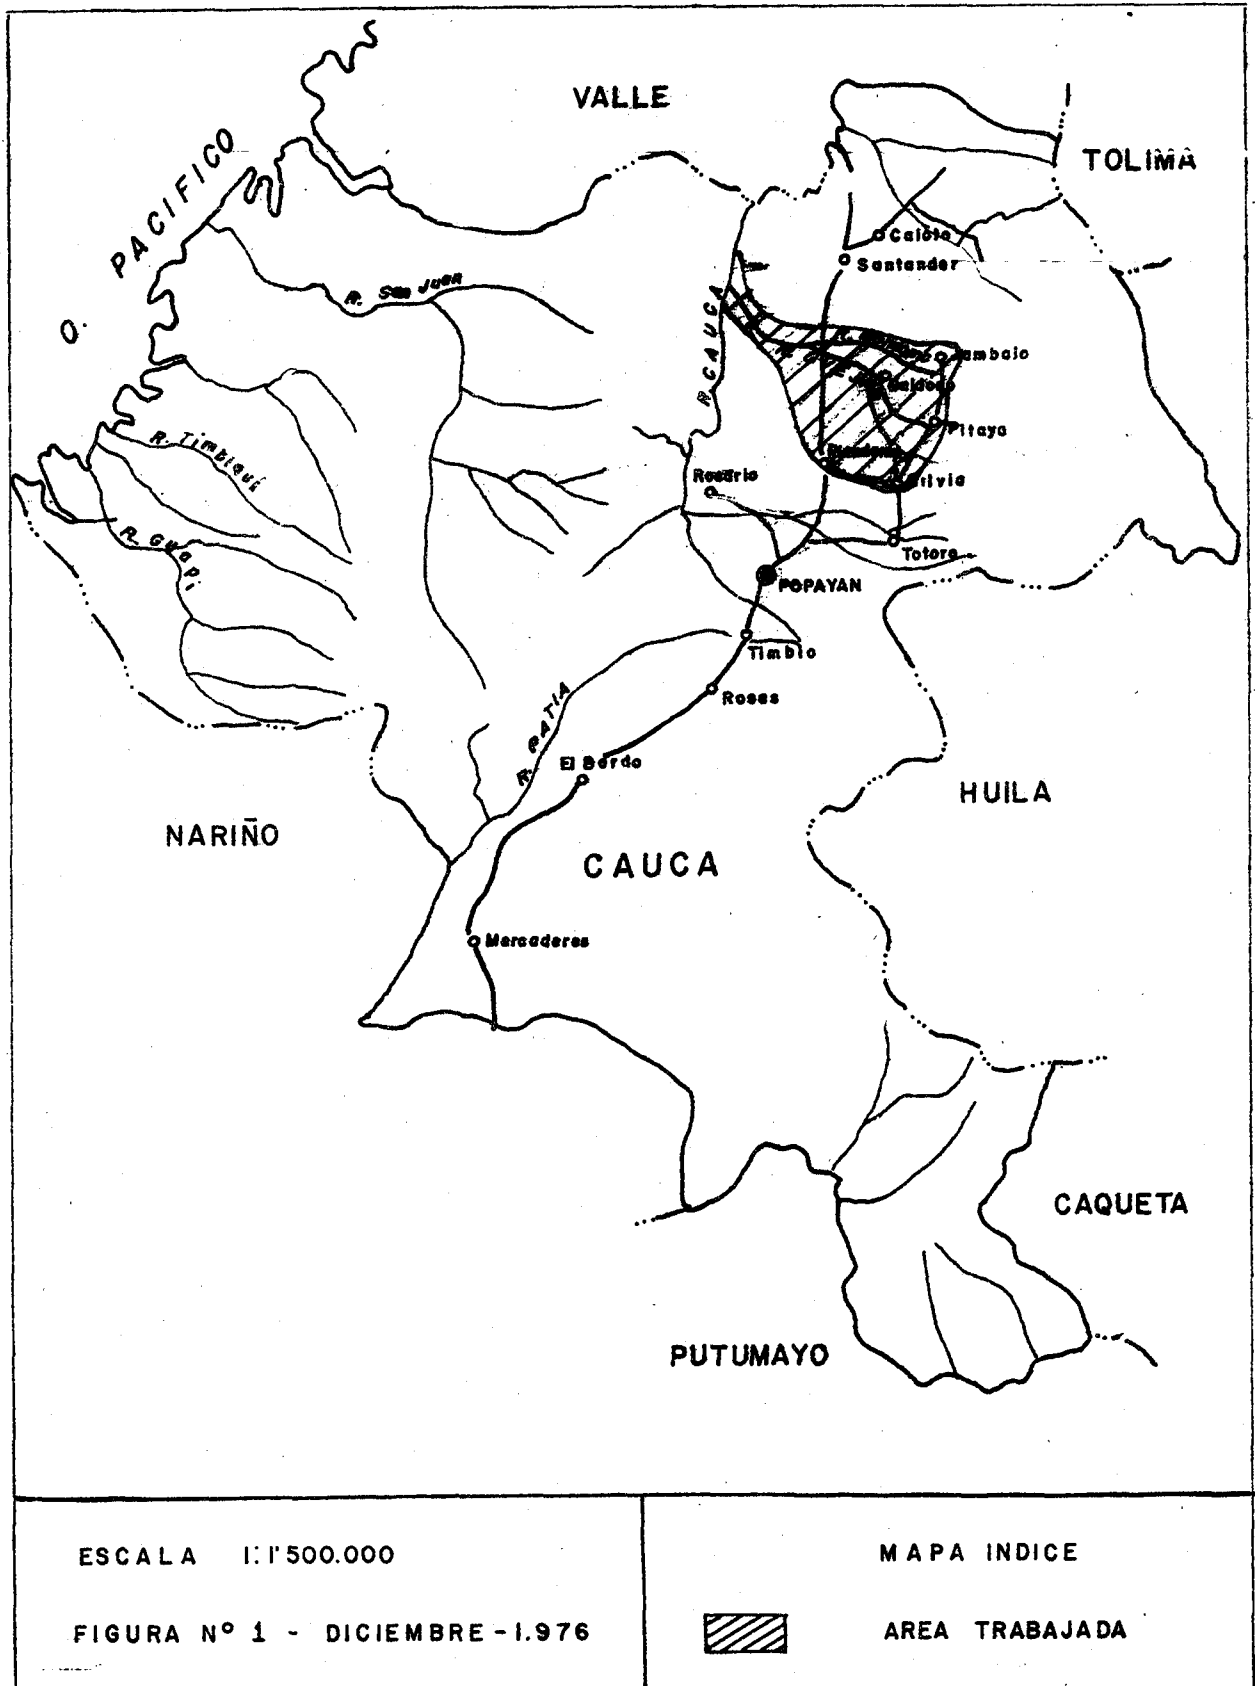 VALLE
TOLIMA
O. PACIFICO
Caloto
Santander
R. San Juan
R. CAUCA
Jambalo
Pitayo
R. TIMBIQUI
Rosario
Silvia
R. GUAPI
Totoro
POPAYAN
Timbio
Rosas
R. PATIA
El Bordo
HUILA
NARIÑO
CAUCA
Mercaderes
CAQUETA
PUTUMAYO
ESCALA 1:1'500.000
MAPA INDICE
FIGURA Nº 1 - DICIEMBRE - 1.976
AREA TRABAJADA